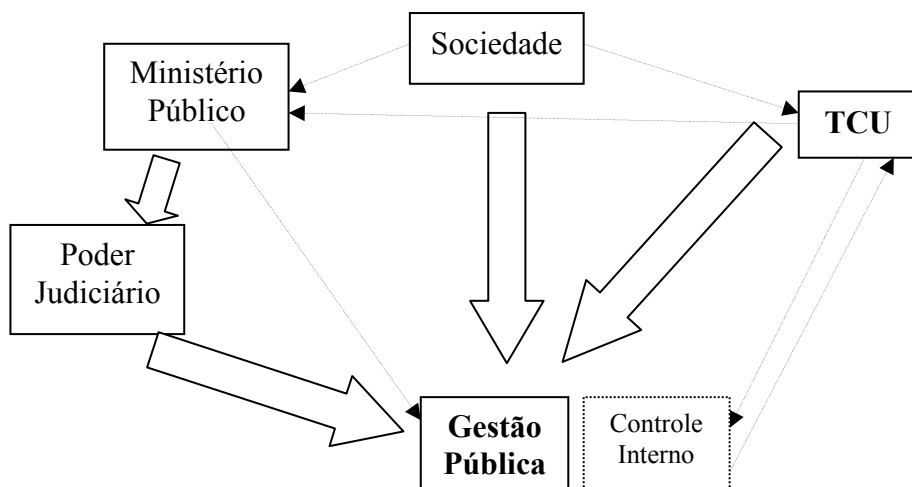 Sociedade
Ministério
Público
TCU
Poder
Judiciário
Gestão
Pública
Controle
Interno